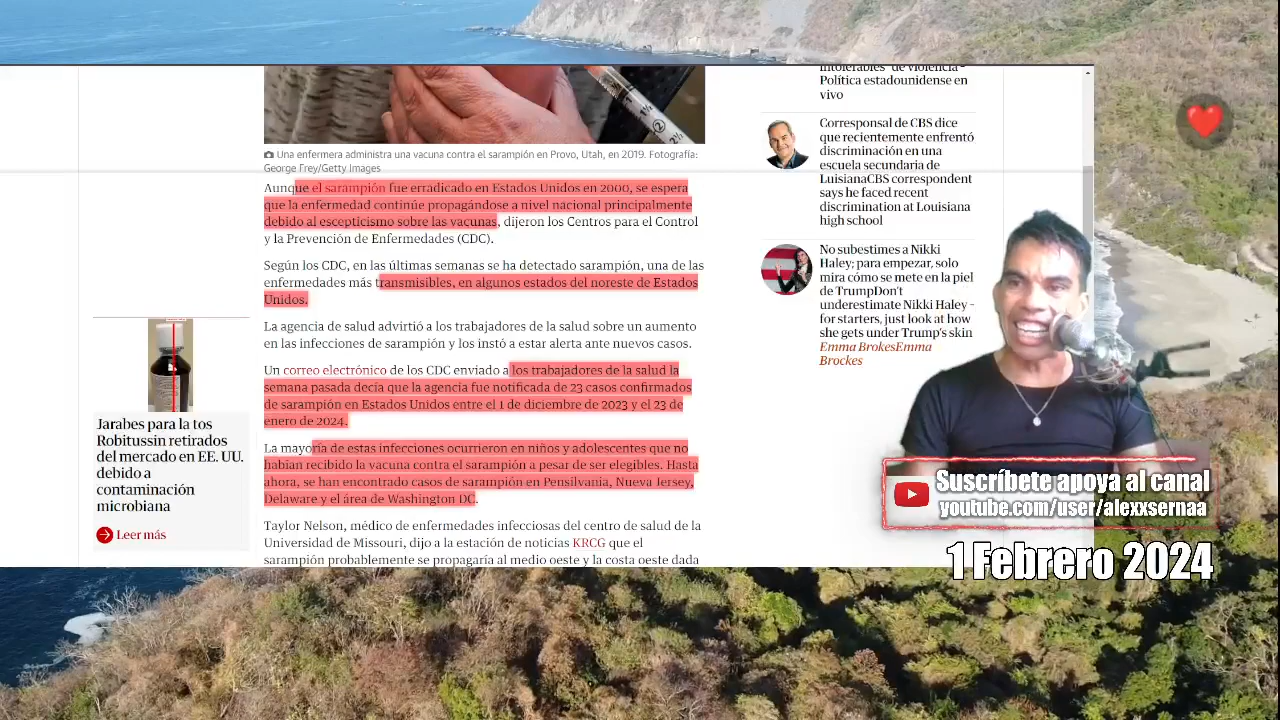 Una enfermera administra una vacuna contra el sarampión en Provo, Utah, en 2019. Fotografía:
George Frey/Getty Images
Aunque el sarampión fue erradicado en Estados Unidos en 2000, se espera
que la enfermedad continúe propagándose a nivel nacional principalmente
debido al escepticismo sobre las vacunas, dijeron los Centros para el Control
y la Prevención de Enfermedades (CDC).
Según los CDC, en las últimas semanas se ha detectado sarampión, una de las
enfermedades más transmisibles, en algunos estados del noreste de Estados
Unidos.
La agencia de salud advirtió a los trabajadores de la salud sobre un aumento
en las infecciones de sarampión y los instó a estar alerta ante nuevos casos.
Un correo electrónico de los CDC enviado a los trabajadores de la salud la
semana pasada decía que la agencia fue notificada de 23 casos confirmados
de sarampión en Estados Unidos entre el 1 de diciembre de 2023 y el 23 de
enero de 2024.
La mayoría de estas infecciones ocurrieron en niños y adolescentes que no
habían recibido la vacuna contra el sarampión a pesar de ser elegibles. Hasta
ahora, se han encontrado casos de sarampión en Pensilvania, Nueva Jersey,
Delaware y el área de Washington DC.
Taylor Nelson, médico de enfermedades infecciosas del centro de salud de la
Universidad de Missouri, dijo a la estación de noticias KRCG que el
sarampión probablemente se propagaría al medio oeste y la costa oeste dada
Jarabes para la tos
Robitussin retirados
del mercado en EE. UU.
debido a
contaminación
microbiana
Leer más
intolerables" de violencia –
Política estadounidense en
vivo
Corresponsal de CBS dice
que recientemente enfrentó
discriminación en una
escuela secundaria de
LuisianaCBS correspondent
says he faced recent
discrimination at Louisiana
high school
No subestimes a Nikki
Haley; para empezar, solo
mira cómo se mete en la piel
de TrumpDon't
underestimate Nikki Haley –
for starters, just look at how
she gets under Trump's skin
Emma BrokesEmma
Brockes
Suscríbete apoya al canal
youtube.com/user/alexxsernaa
1 Febrero 2024